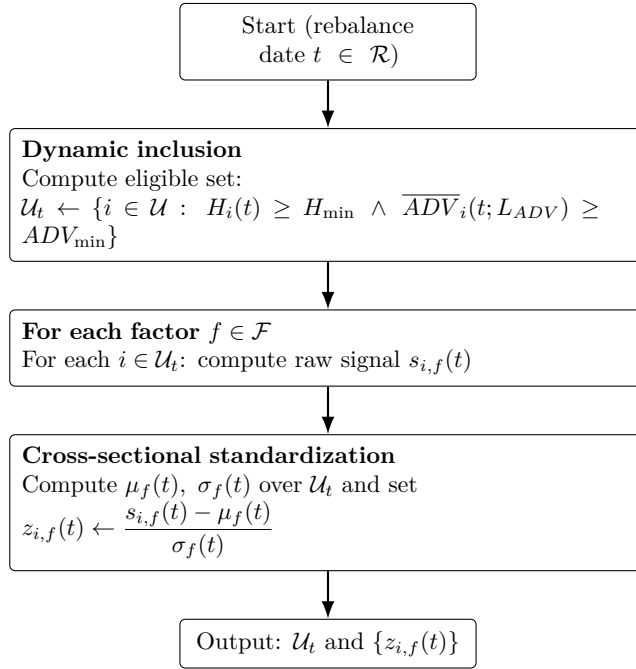 Start (rebalance
date t ∈ ℛ)
Dynamic inclusion
Compute eligible set:
𝒰_t ← {i ∈ 𝒰 : H_i(t) ≥ H_min ∧ \overline{ADV}_i(t; L_ADV) ≥
ADV_min}
For each factor f ∈ ℱ
For each i ∈ 𝒰_t: compute raw signal s_{i,f}(t)
Cross-sectional standardization
Compute μ_f(t), σ_f(t) over 𝒰_t and set
z_{i,f}(t) ← \frac{s_{i,f}(t) − μ_f(t)}{σ_f(t)}
Output: 𝒰_t and {z_{i,f}(t)}